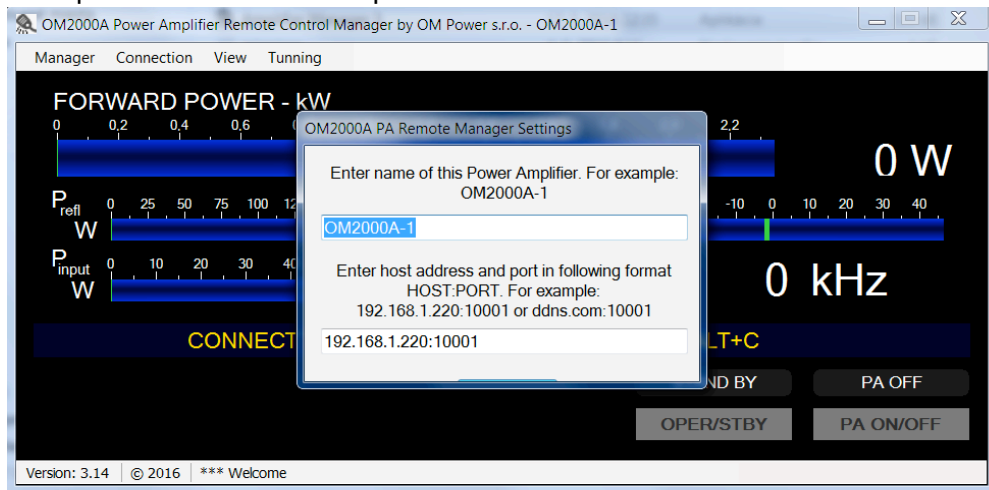 OM2000A Power Amplifier Remote Control Manager by OM Power s.r.o. - OM2000A-1
Manager Connection View Tunning
FORWARD POWER - kW
0 0,2 0,4 0,6 2,2
0 W
OM2000A PA Remote Manager Settings
Enter name of this Power Amplifier. For example:
OM2000A-1
OM2000A-1
Enter host address and port in following format
HOST:PORT. For example:
192.168.1.220:10001 or ddns.com:10001
192.168.1.220:10001
Prefl W 0 25 50 75 100 -10 0 10 20 30 40
Pinput W 0 10 20 30
0 kHz
CONNECT LT+C
ND BY PA OFF
OPER/STBY PA ON/OFF
Version: 3.14 © 2016 *** Welcome